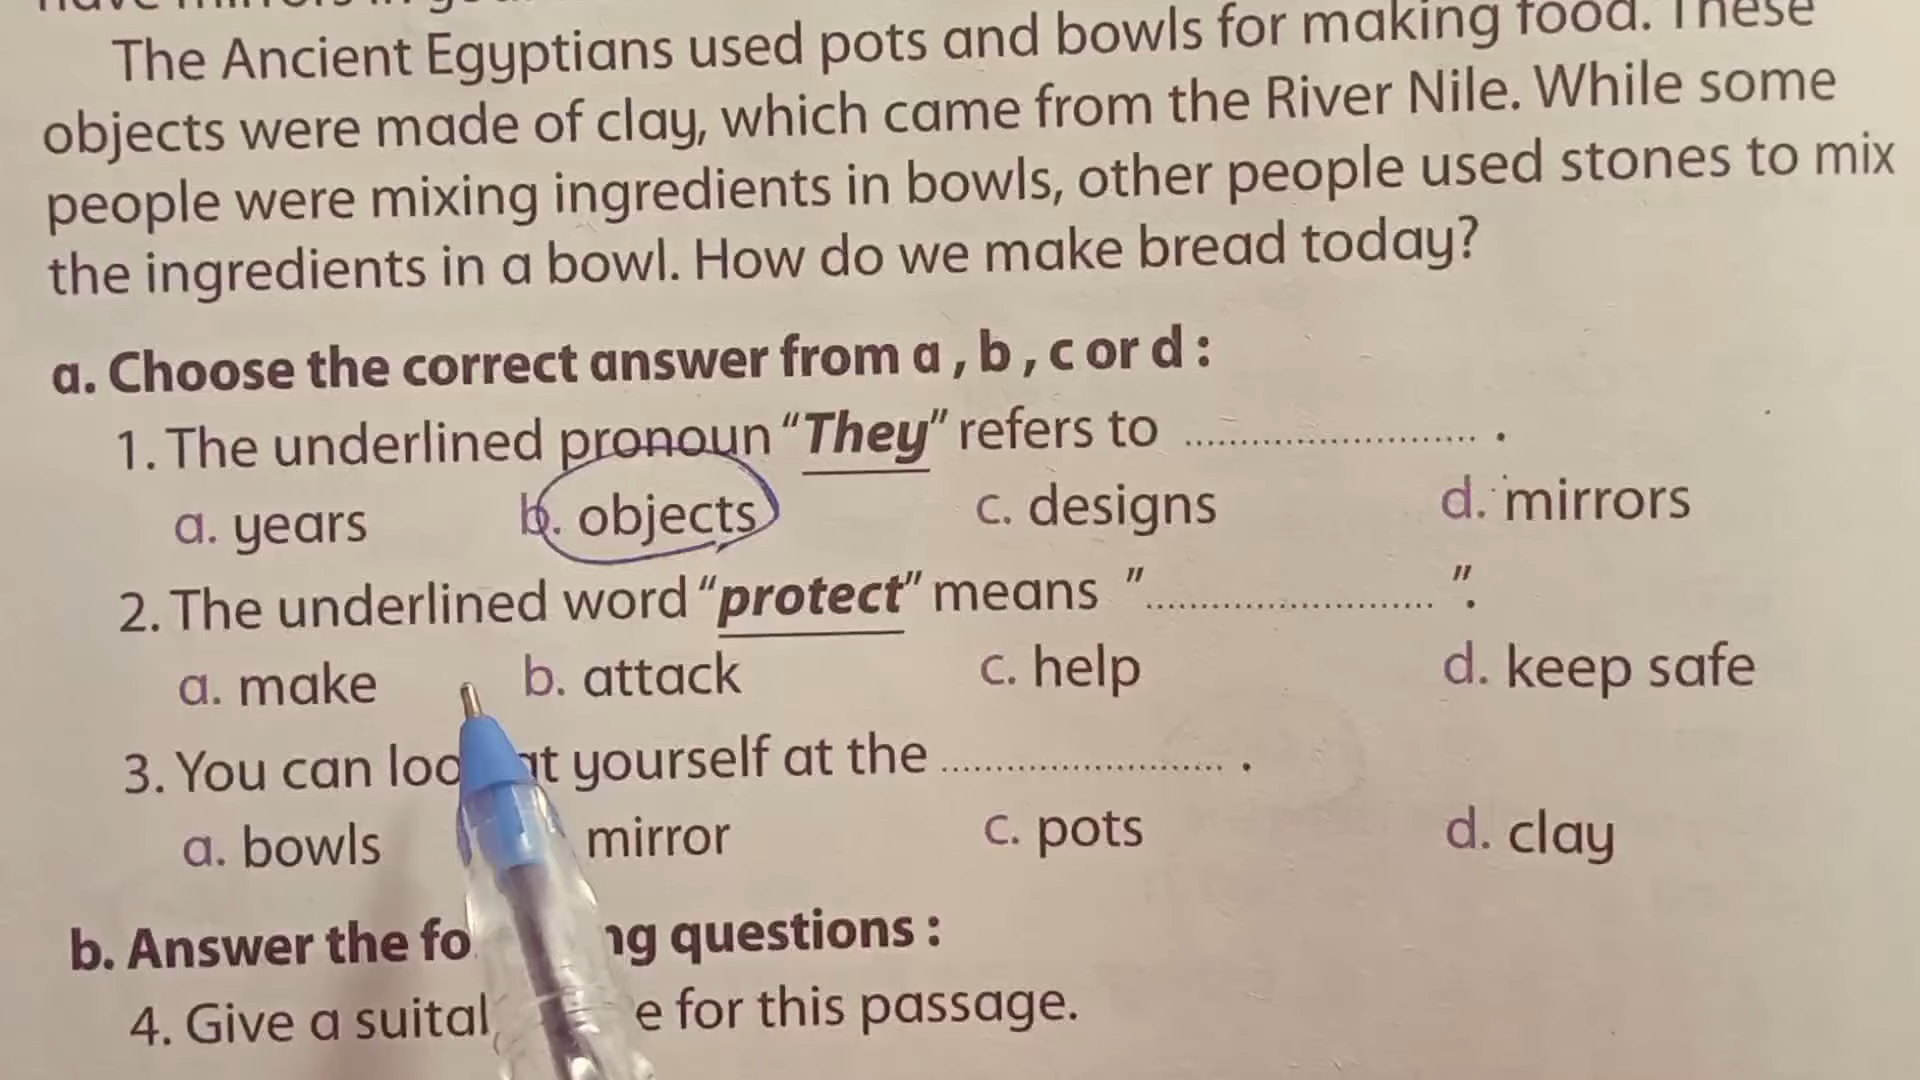 The Ancient Egyptians used pots and bowls for making food. These
objects were made of clay, which came from the River Nile. While some
people were mixing ingredients in bowls, other people used stones to mix
the ingredients in a bowl. How do we make bread today?
a. Choose the correct answer from a , b , c or d :
1. The underlined pronoun "They" refers to ............................ .
a. years b. objects c. designs d. mirrors
2. The underlined word "protect" means "............................".
a. make b. attack c. help d. keep safe
3. You can at yourself at the ............................ .
a. bowls mirror c. pots d. clay
b. Answer the questions :
4. Give a for this passage.